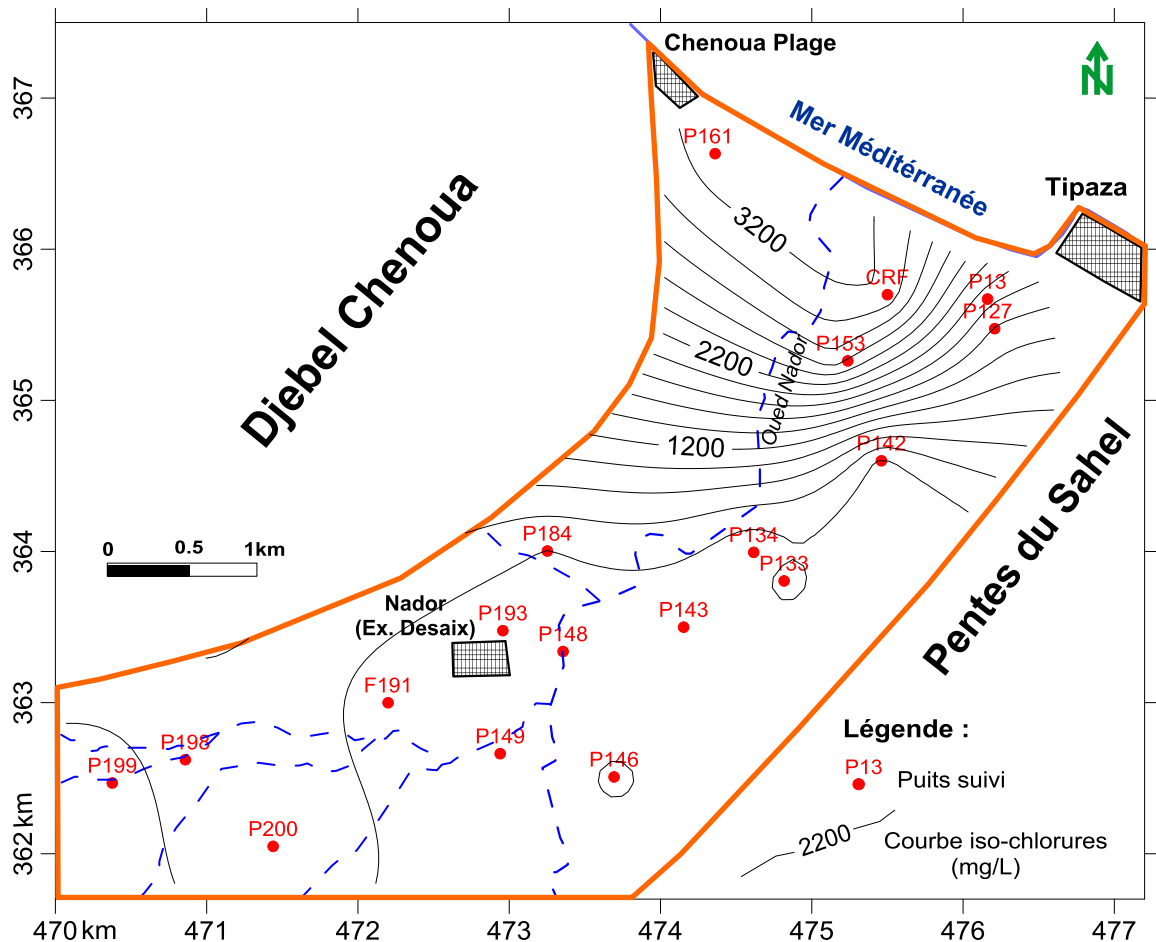 Chenoua Plage
N
367
P161
Mer Méditérranée
Tipaza
Djebel Chenoua
3200
366
CRF
P13
P127
P153
2200
Oued Nador
365
1200
P142
Pentes du Sahel
P184
P134
364
0 0.5 1km
P133
Nador
(Ex. Desaix)
P193
P143
P148
363
F191
Légende :
P198
P149
P199
P146
P13
Puits suivi
362 km
P200
2200
Courbe iso-chlorures
(mg/L)
470 km 471 472 473 474 475 476 477